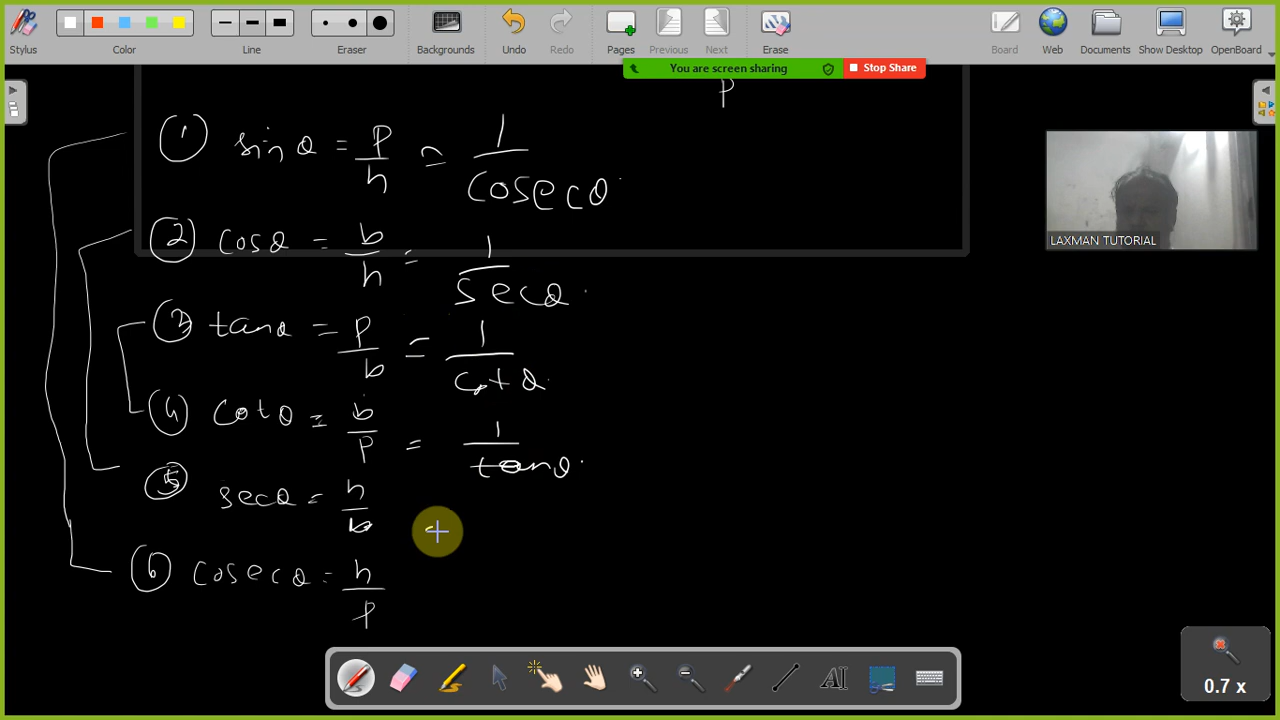 Stylus Color Line Eraser Backgrounds Undo Redo Pages Previous Next Erase Board Web Documents Show Desktop OpenBoard
You are screen sharing Stop Share
p
① sinθ = p/h = 1/cosecθ
② cosθ = b/h = 1/secθ
③ tanθ = p/b = 1/cotθ
④ cotθ = b/p = 1/tanθ
⑤ secθ = h/b
⑥ cosecθ = h/p
LAXMAN TUTORIAL
0.7 x